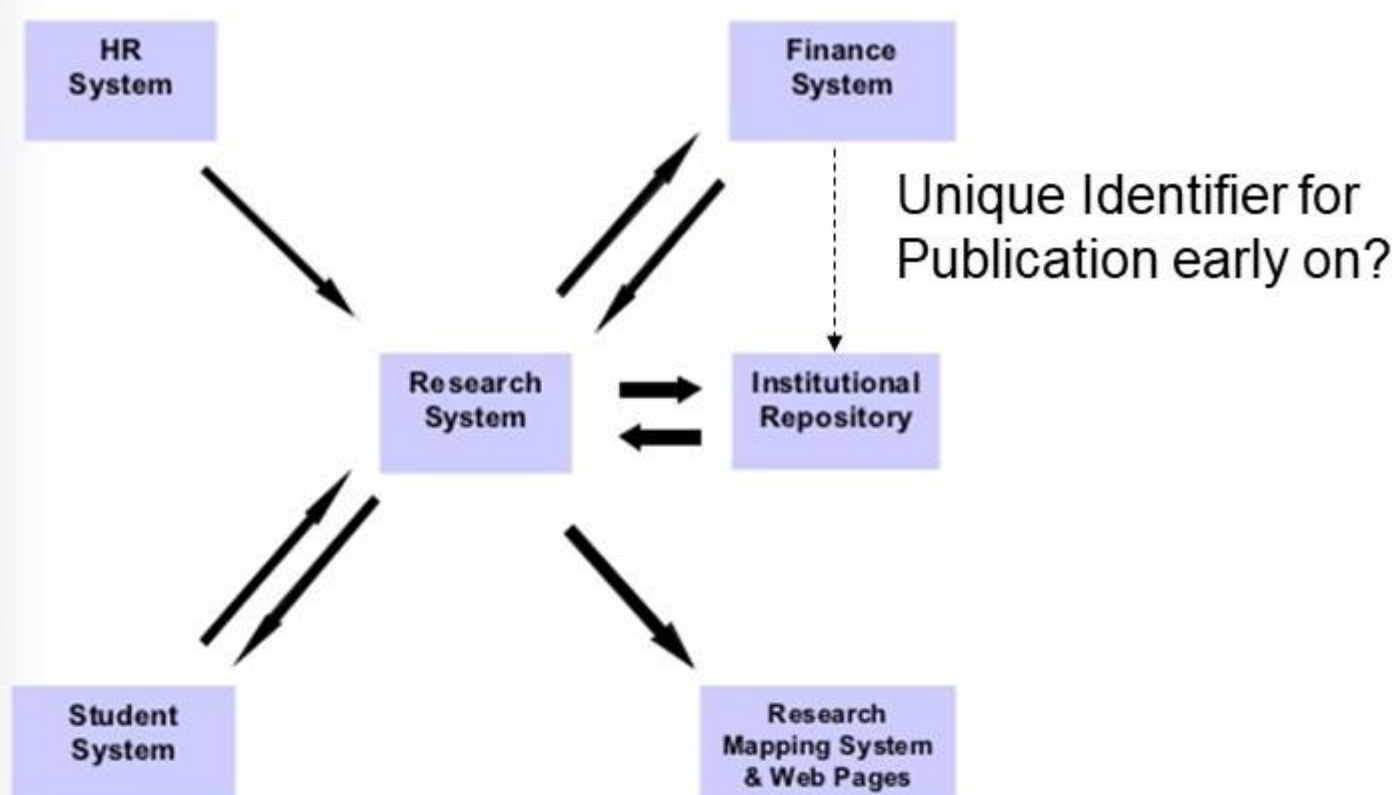 HR
System
Finance
System
Unique Identifier for
Publication early on?
Research
System
Institutional
Repository
Student
System
Research
Mapping System
& Web Pages